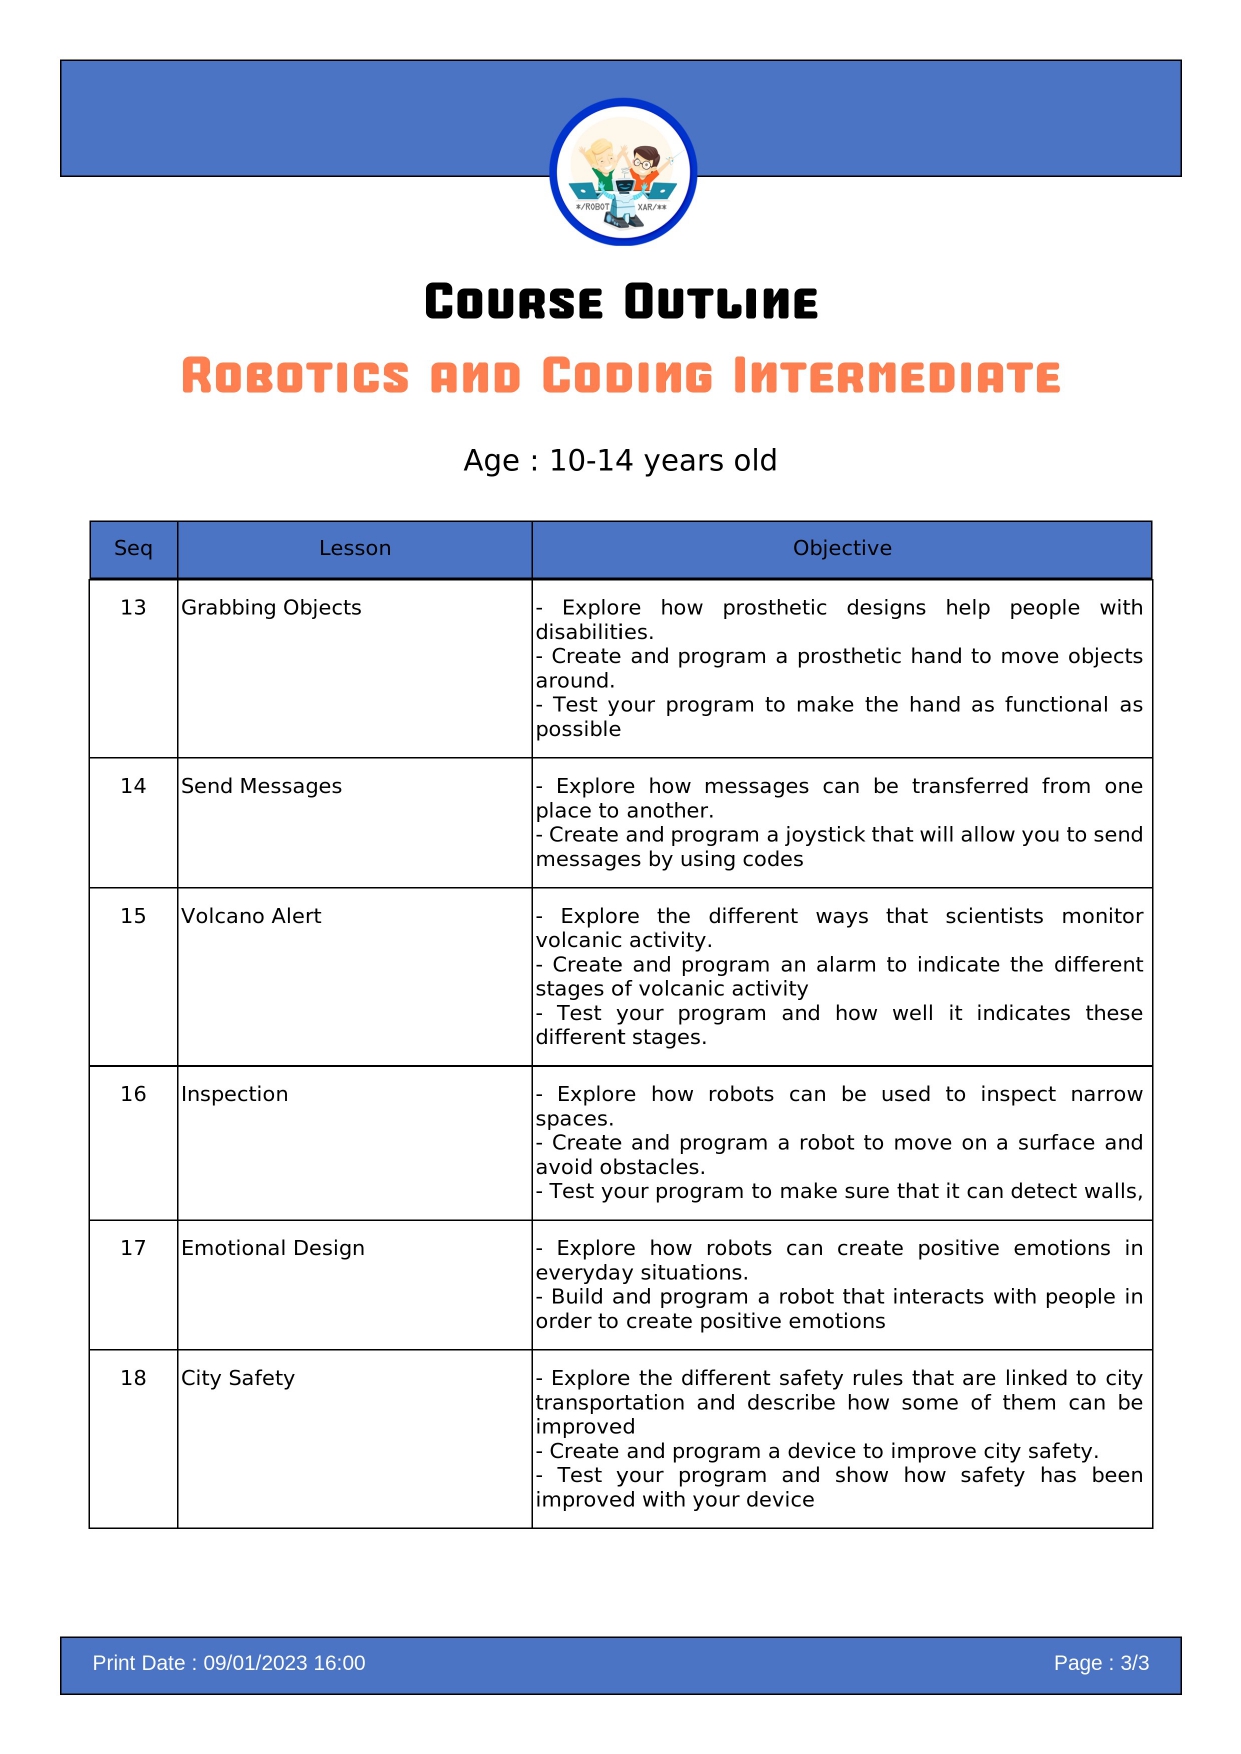 */ROBOT XAR/**
Course Outline
Robotics and Coding Intermediate
Age : 10-14 years old
Seq Lesson Objective
13 Grabbing Objects - Explore how prosthetic designs help people with
disabilities.
- Create and program a prosthetic hand to move objects
around.
- Test your program to make the hand as functional as
possible
14 Send Messages - Explore how messages can be transferred from one
place to another.
- Create and program a joystick that will allow you to send
messages by using codes
15 Volcano Alert - Explore the different ways that scientists monitor
volcanic activity.
- Create and program an alarm to indicate the different
stages of volcanic activity
- Test your program and how well it indicates these
different stages.
16 Inspection - Explore how robots can be used to inspect narrow
spaces.
- Create and program a robot to move on a surface and
avoid obstacles.
- Test your program to make sure that it can detect walls,
17 Emotional Design - Explore how robots can create positive emotions in
everyday situations.
- Build and program a robot that interacts with people in
order to create positive emotions
18 City Safety - Explore the different safety rules that are linked to city
transportation and describe how some of them can be
improved
- Create and program a device to improve city safety.
- Test your program and show how safety has been
improved with your device
Print Date : 09/01/2023 16:00 Page : 3/3